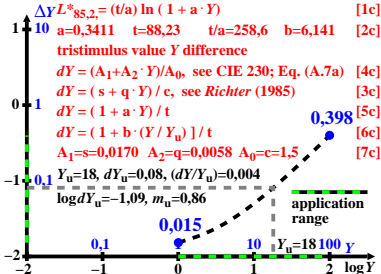 ΔY L*85,2,=(t/a) ln ( 1 + a·Y ) [1c]
10 a=0,3411 t=88,23 t/a=258,6 b=6,141 [2c]
tristimulus value Y difference
dY = (A1+A2·Y)/A0, see CIE 230; Eq. (A.7a) [4c]
0 1 dY = ( s + q·Y ) / c, see Richter (1985) [3c]
dY = ( 1 + a·Y ) / t [5c]
dY = ( 1 + b·(Y / Yu) ] / t [6c]
A1=s=0,0170 A2=q=0,0058 A0=c=1,5 [7c]
1
0,398
−1 0,1 Yu=18, dYu=0,08, (dY/Yu)=0,004
logdYu=−1,09, mu=0,86
application
range
0,015
0,1 10 Yu=18 100 Y
−2
−2 −1 0 1 2 logY